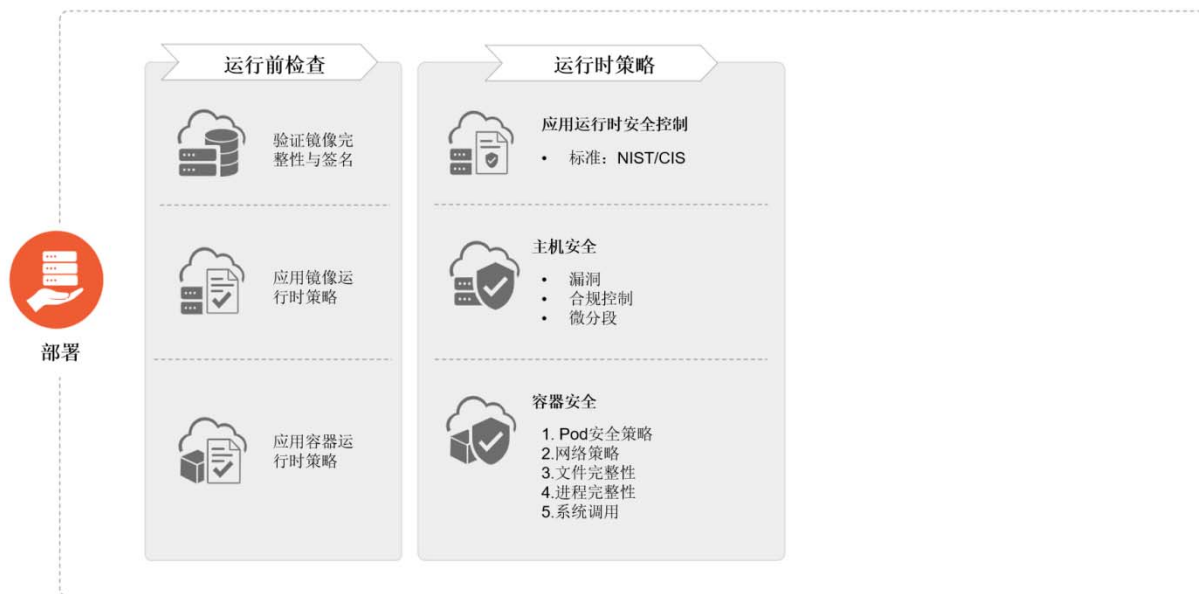 运行前检查
验证镜像完
整性与签名
应用镜像运
行时策略
应用容器运
行时策略
运行时策略
应用运行时安全控制
• 标准：NIST/CIS
主机安全
• 漏洞
• 合规控制
• 微分段
容器安全
1. Pod安全策略
2.网络策略
3.文件完整性
4.进程完整性
5.系统调用
部署